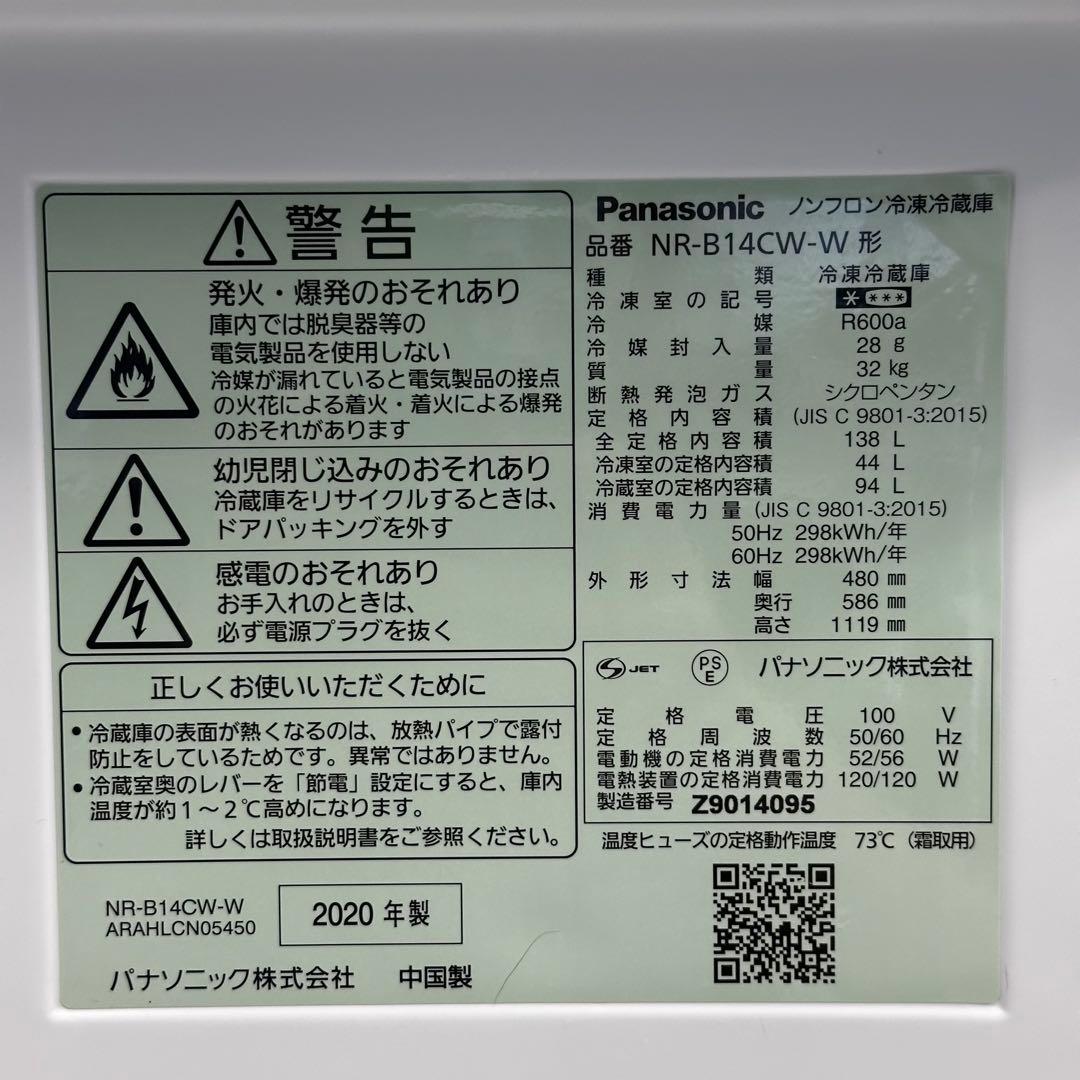 警告
発火・爆発のおそれあり
庫内では脱臭器等の
電気製品を使用しない
冷媒が漏れていると電気製品の接点
の火花による着火・着火による爆発
のおそれがあります
幼児閉じ込みのおそれあり
冷蔵庫をリサイクルするときは、
ドアパッキングを外す
感電のおそれあり
お手入れのときは、
必ず電源プラグを抜く
正しくお使いいただくために
•冷蔵庫の表面が熱くなるのは、放熱パイプで露付
防止をしているためです。異常ではありません。
•冷蔵室奥のレバーを「節電」設定にすると、庫内
温度が約1~2℃高めになります。
詳しくは取扱説明書をご参照ください。
NR-B14CW-W
ARAHLCN05450
2020 年製
パナソニック株式会社 中国製
Panasonic ノンフロン冷凍冷蔵庫
品番 NR-B14CW-W 形
種類 冷凍冷蔵庫
冷凍室の記号 * ***
冷媒 R600a
冷媒封入量 28 g
質量 32 kg
断熱発泡ガス シクロペンタン
定格内容積 (JIS C 9801-3:2015)
全定格内容積 138 L
冷凍室の定格内容積 44 L
冷蔵室の定格内容積 94 L
消費電力量 (JIS C 9801-3:2015)
50Hz 298kWh/年
60Hz 298kWh/年
外形寸法 幅 480 mm
奥行 586 mm
高さ 1119 mm
S JET PSE パナソニック株式会社
定格電圧 100 V
定格周波数 50/60 Hz
電動機の定格消費電力 52/56 W
電熱装置の定格消費電力 120/120 W
製造番号 Z9014095
温度ヒューズの定格動作温度 73℃(霜取用)